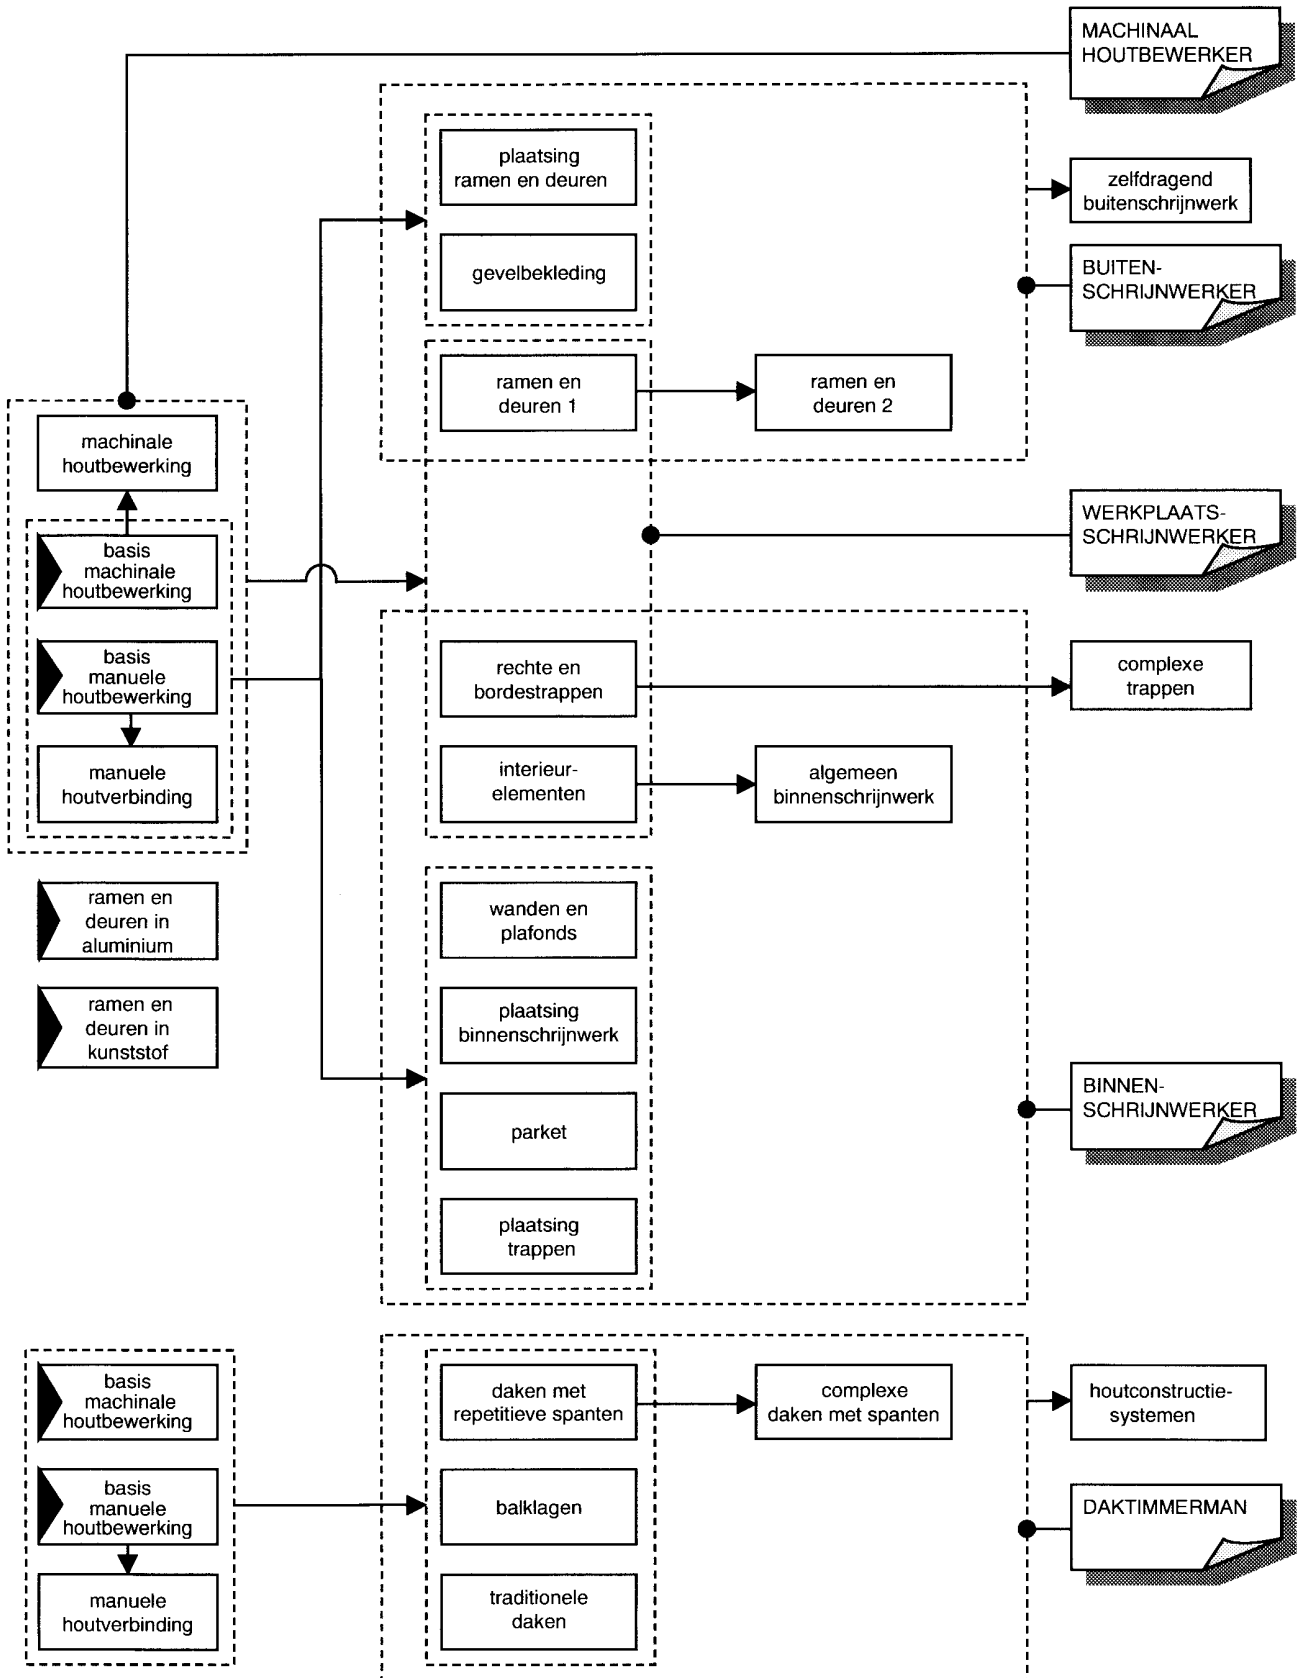 MACHINAAL
HOUTBEWERKER
plaatsing
ramen en deuren
zelfdragend
buitenschrijnwerk
gevelbekleding
BUITEN-
SCHRIJNWERKER
ramen en
deuren 1
ramen en
deuren 2
machinale
houtbewerking
WERKPLAATS-
SCHRIJNWERKER
basis
machinale
houtbewerking
basis
manuele
houtbewerking
rechte en
bordestrappen
complexe
trappen
manuele
houtverbinding
interieur-
elementen
algemeen
binnenschrijnwerk
ramen en
deuren in
aluminium
wanden en
plafonds
ramen en
deuren in
kunststof
plaatsing
binnenschrijnwerk
BINNEN-
SCHRIJNWERKER
parket
plaatsing
trappen
basis
machinale
houtbewerking
daken met
repetitieve spanten
complexe
daken met spanten
houtconstructie-
systemen
basis
manuele
houtbewerking
balklagen
DAKTIMMERMAN
manuele
houtverbinding
traditionele
daken